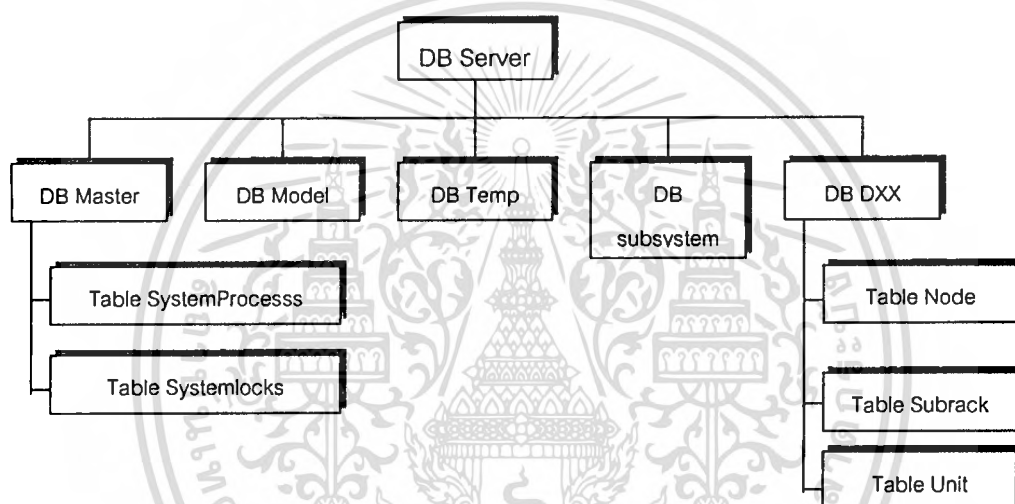 DB Server
DB Master
DB Model
DB Temp
DB
subsystem
DB DXX
Table SystemProcesss
Table Systemlocks
Table Node
Table Subrack
Table Unit